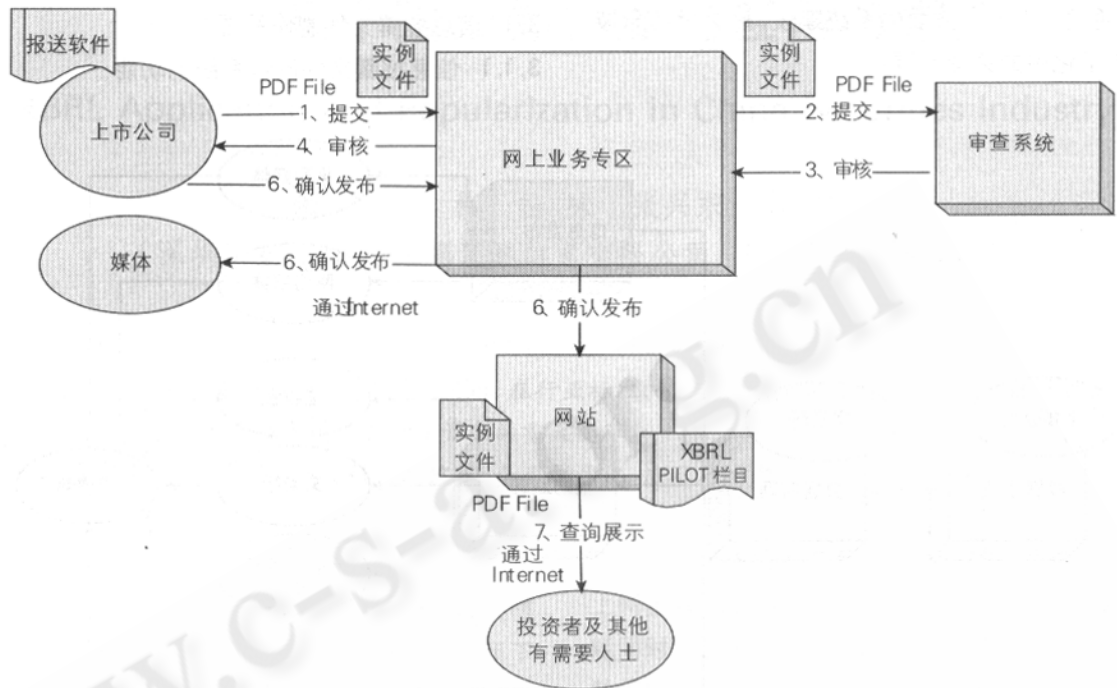 报送软件
实例
文件
实例
文件
3.1.1
PDF File
PDF File
1、提交
2、提交
上市公司
4、审核
网上业务专区
审查系统
3、审核
6、确认发布
媒体
6、确认发布
通过Internet
6、确认发布
网站
实例
文件
XBRL
PILOT 栏目
PDF File
7、查询展示
通过
Internet
投资者及其他
有需要人士
www.c-s-a.org.cn